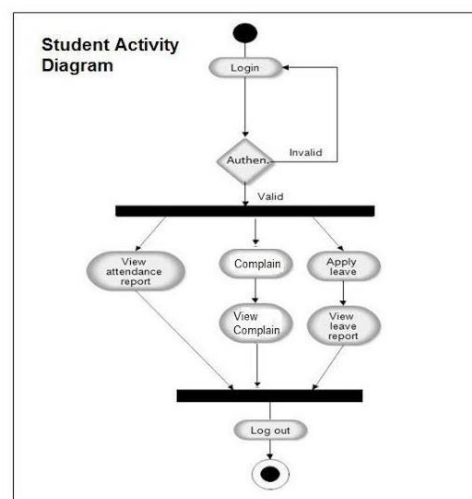 Student Activity
Diagram
Login
Authen.
Invalid
Valid
View
attendance
report
Complain
Apply
leave
View
Complain
View
leave
report
Log out